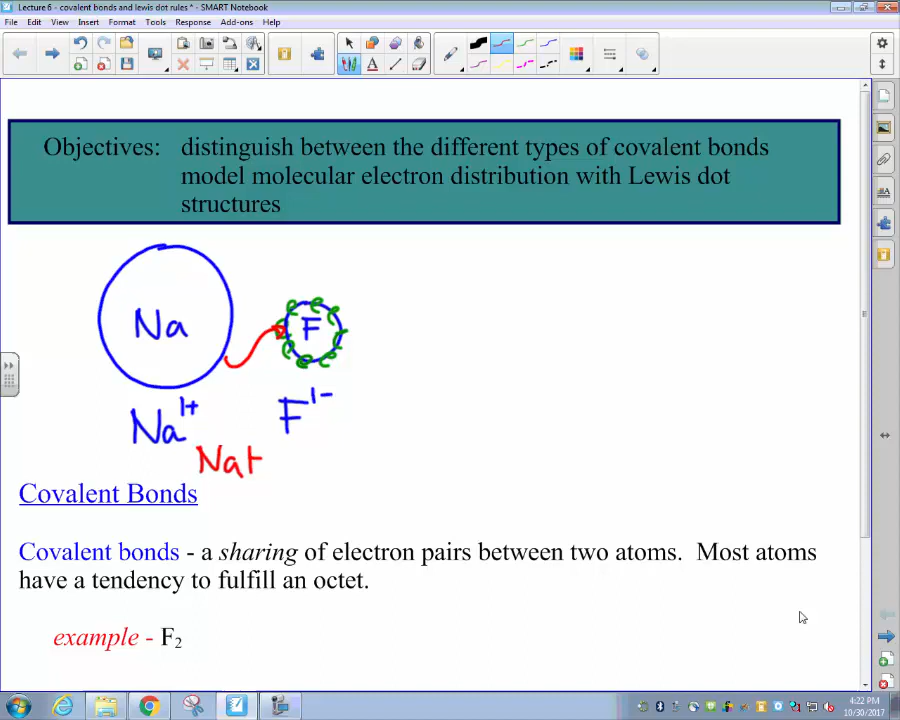 Lecture 6 - covalent bonds and lewis dot rules * - SMART Notebook
File Edit View Insert Format Tools Response Add-ons Help
Objectives: distinguish between the different types of covalent bonds
model molecular electron distribution with Lewis dot
structures
Na
F
Na¹⁺
F¹⁻
Covalent Bonds
Covalent bonds - a sharing of electron pairs between two atoms. Most atoms
have a tendency to fulfill an octet.
example - F₂
4:22 PM
10/30/2017